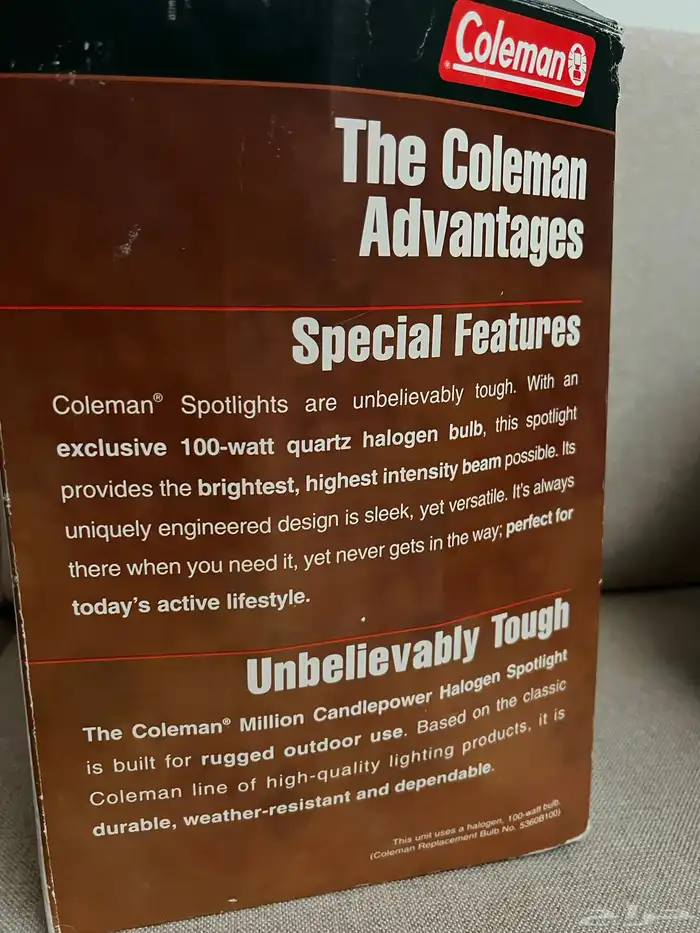 Coleman®
The Coleman
Advantages
Special Features
Coleman® Spotlights are unbelievably tough. With an
exclusive 100-watt quartz halogen bulb, this spotlight
provides the brightest, highest intensity beam possible. Its
uniquely engineered design is sleek, yet versatile. It's always
there when you need it, yet never gets in the way; perfect for
today's active lifestyle.
Unbelievably Tough
The Coleman® Million Candlepower Halogen Spotlight
is built for rugged outdoor use. Based on the classic
Coleman line of high-quality lighting products, it is
durable, weather-resistant and dependable.
This unit uses a halogen, 100-watt bulb.
(Coleman Replacement Bulb No. 5360B100)
حراج